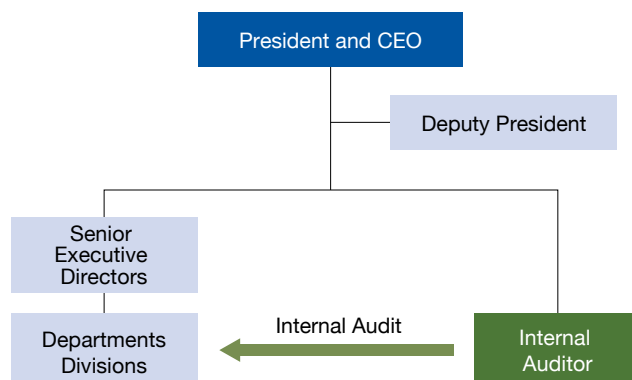 President and CEO
Deputy President
Senior
Executive
Directors
Departments
Divisions
Internal Audit
Internal
Auditor